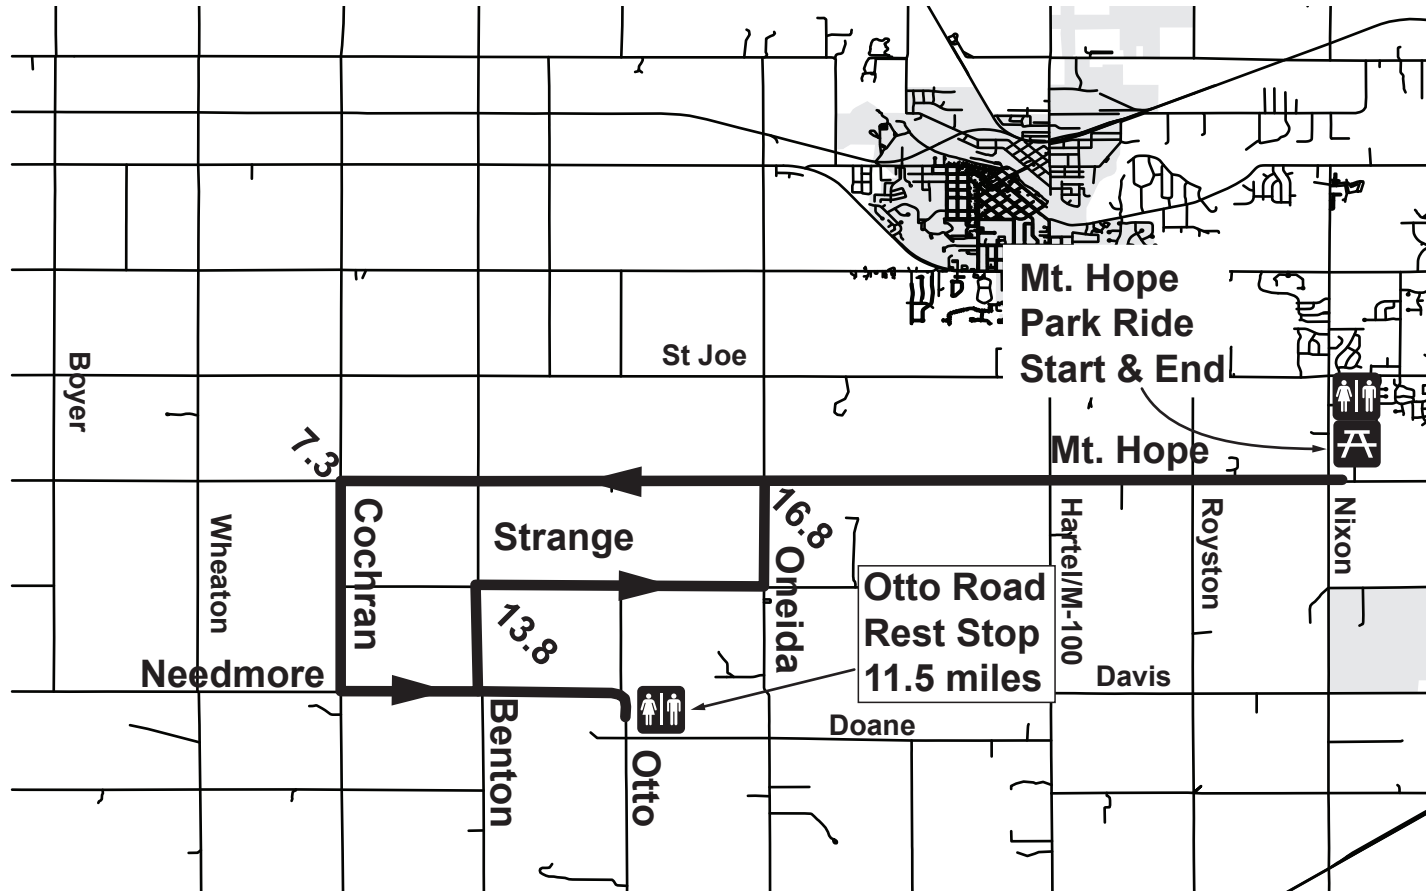 Mt. Hope
Park Ride
Start & End
St Joe
Boyer
7.3
Mt. Hope
Cochran
Wheaton
Strange
16.8
Oneida
Hartel/M-100
Royston
Nixon
13.8
Otto Road
Rest Stop
11.5 miles
Needmore
Davis
Benton
Doane
Otto